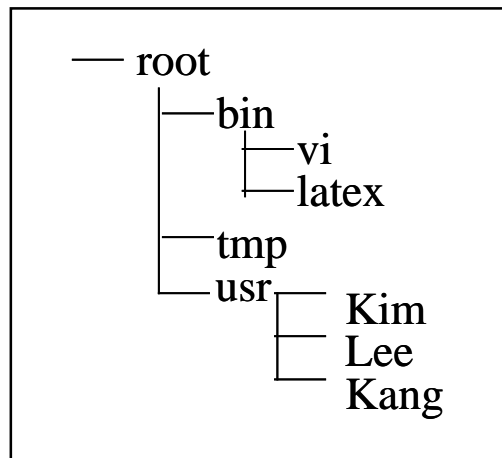 root
bin
vi
latex
tmp
usr
Kim
Lee
Kang